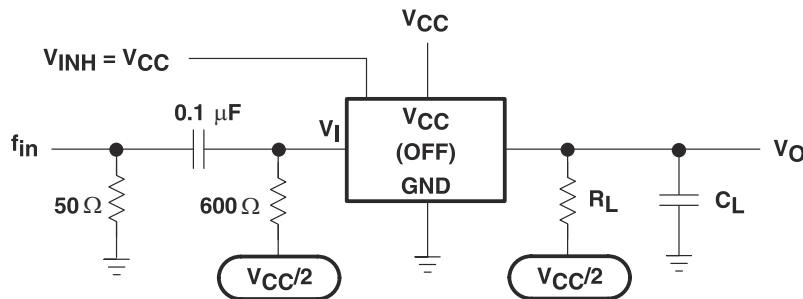 VCC
VINH = VCC
0.1 μF
fin
VI
VCC
(OFF)
GND
VO
50 Ω
600 Ω
RL
CL
VCC/2
VCC/2